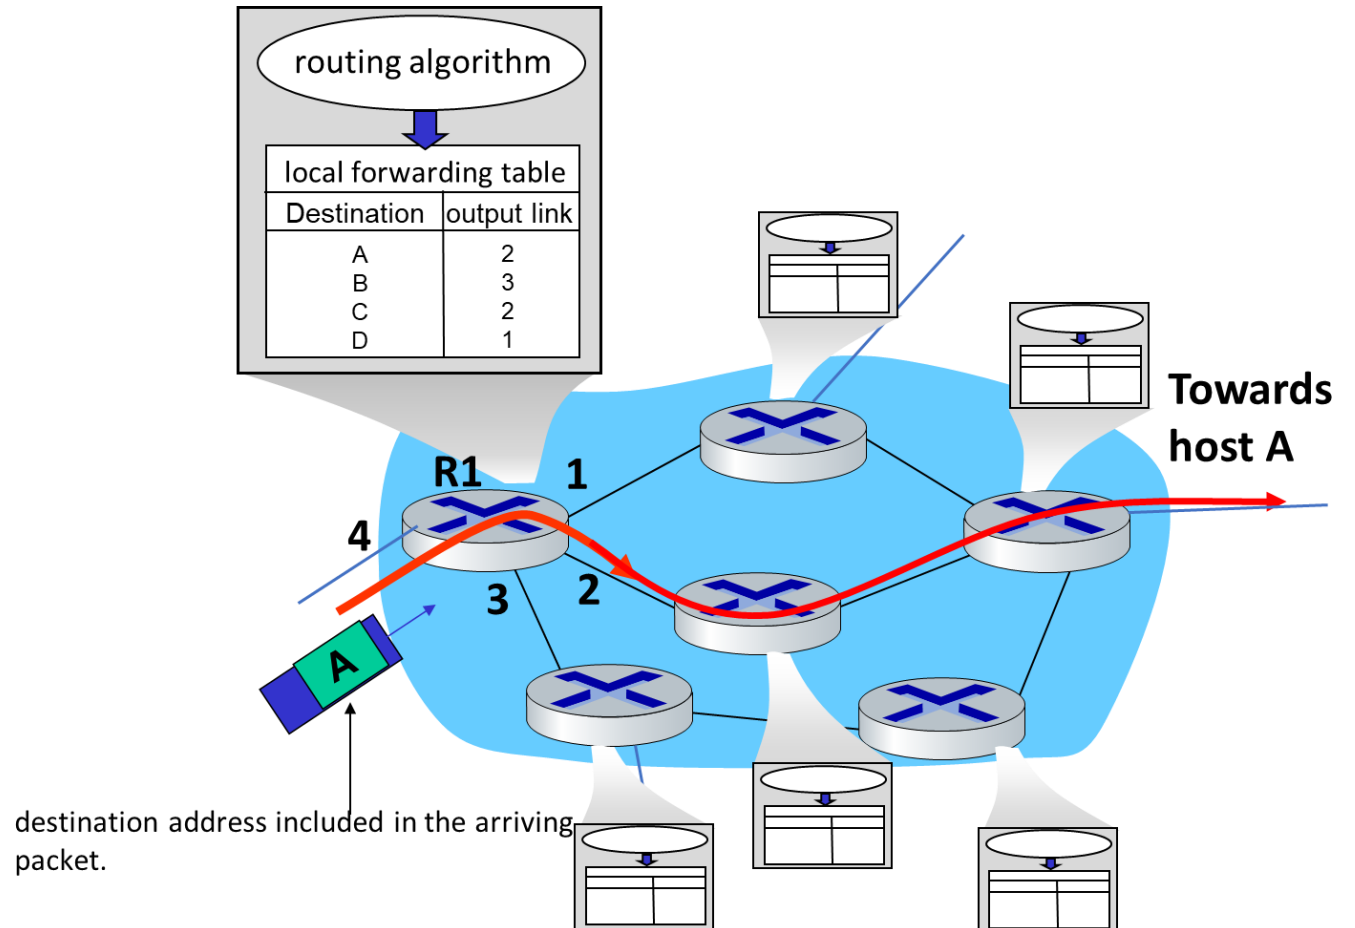 routing algorithm
local forwarding table
Destination output link
A 2
B 3
C 2
D 1
Towards
host A
R1
1
4
3
2
A
destination address included in the arriving
packet.